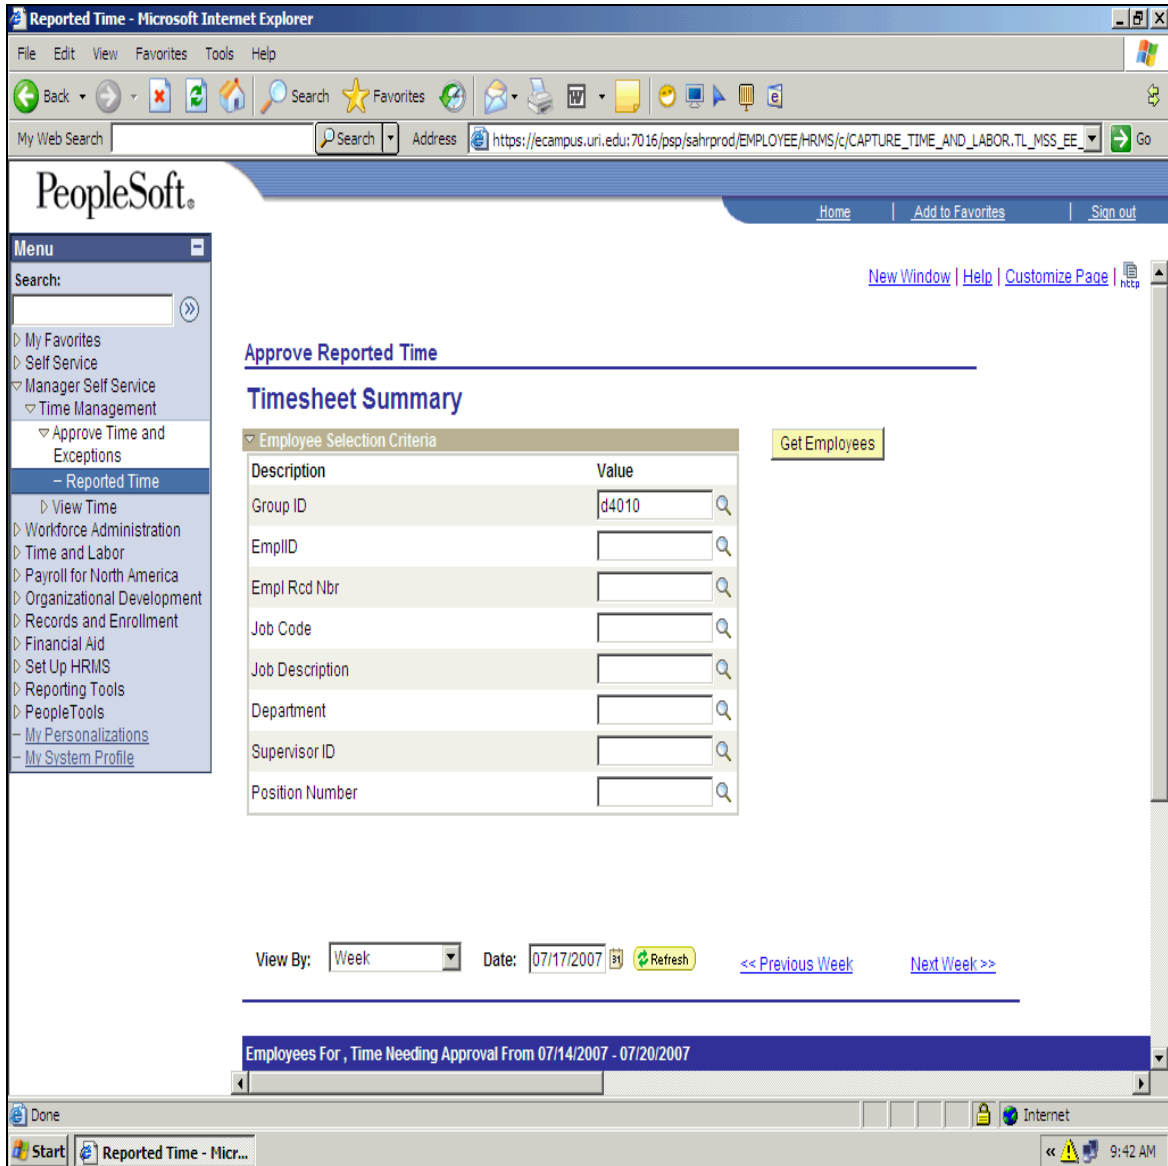 Reported Time - Microsoft Internet Explorer
File Edit View Favorites Tools Help
Back Search Favorites
My Web Search Search Address https://ecampus.uri.edu:7016/psp/sahrprod/EMPLOYEE/HRMS/c/CAPTURE_TIME_AND_LABOR.TL_MSS_EE_ Go
PeopleSoft®
Home | Add to Favorites | Sign out
Menu
Search:
My Favorites
Self Service
Manager Self Service
Time Management
Approve Time and
Exceptions
– Reported Time
View Time
Workforce Administration
Time and Labor
Payroll for North America
Organizational Development
Records and Enrollment
Financial Aid
Set Up HRMS
Reporting Tools
PeopleTools
– My Personalizations
– My System Profile
New Window | Help | Customize Page | http
Approve Reported Time
Timesheet Summary
Employee Selection Criteria
Get Employees
Description Value
Group ID d4010
EmplID
Empl Rcd Nbr
Job Code
Job Description
Department
Supervisor ID
Position Number
View By: Week Date: 07/17/2007 31 Refresh << Previous Week Next Week >>
Employees For , Time Needing Approval From 07/14/2007 - 07/20/2007
Done Internet
Start Reported Time - Micr... « 9:42 AM